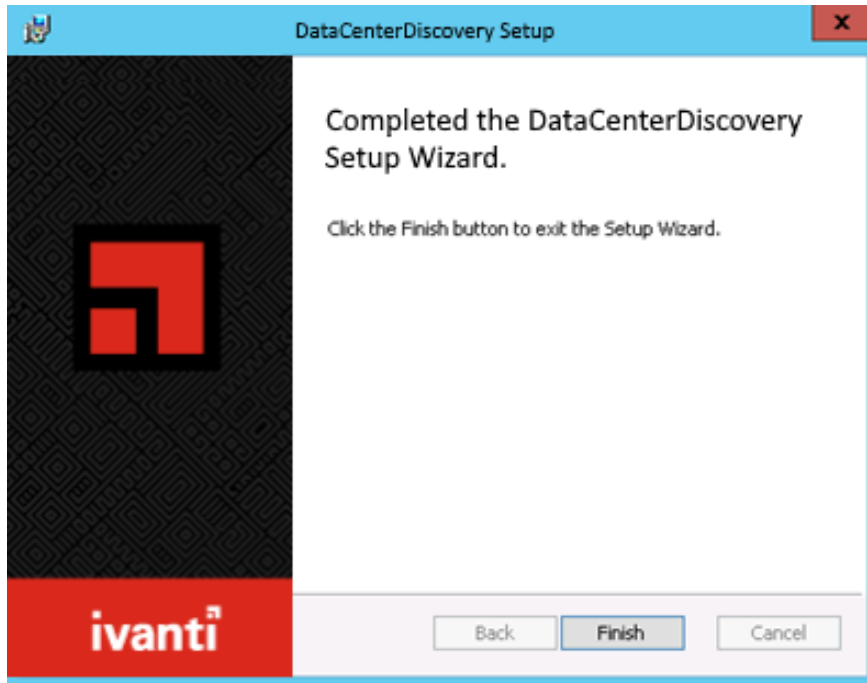 DataCenterDiscovery Setup
x
Completed the DataCenterDiscovery
Setup Wizard.
Click the Finish button to exit the Setup Wizard.
ivanti
Back Finish Cancel